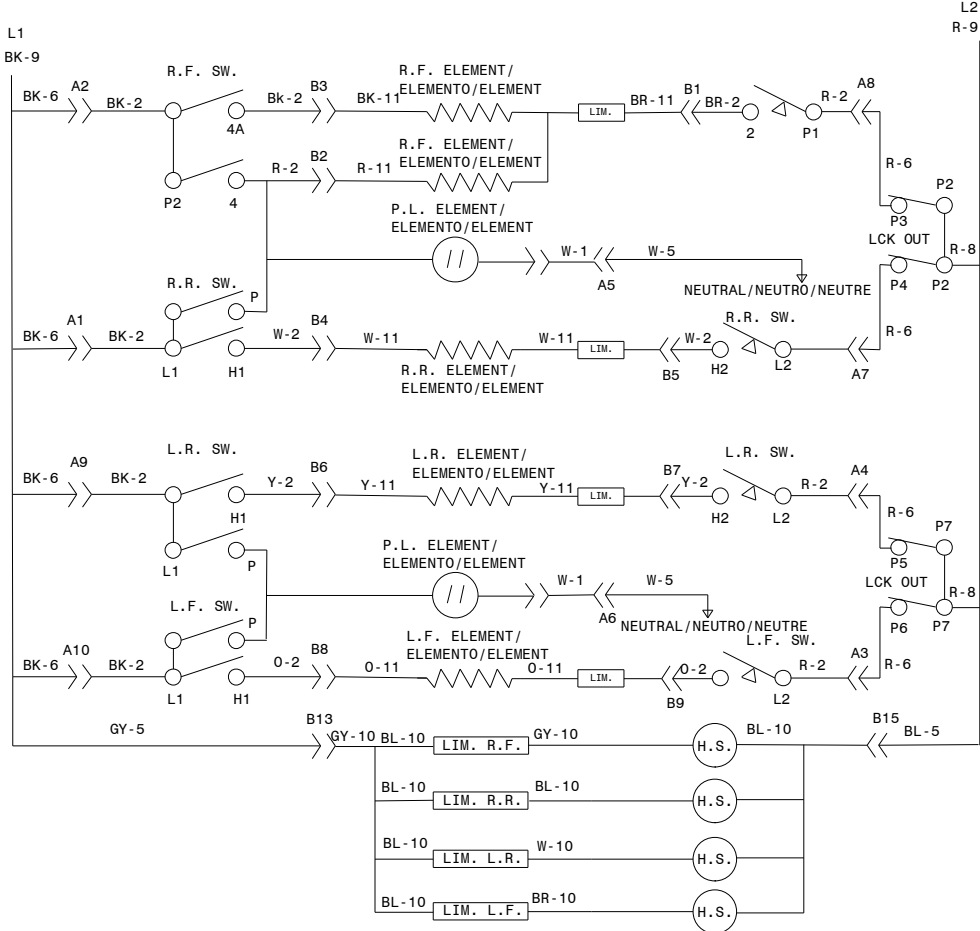 L1
BK-9
L2
R-9
R.F. SW.
R.F. ELEMENT/
ELEMENTO/ELEMENT
BK-6 A2 BK-2 4A Bk-2 B3 BK-11 LIM. BR-11 B1 BR-2 2 P1 R-2 A8
R.F. ELEMENT/
ELEMENTO/ELEMENT
P2 4 R-2 B2 R-11
R-6
P3 P2
LCK OUT
P4 P2 R-8
R-6
P.L. ELEMENT/
ELEMENTO/ELEMENT
W-1 A5 W-5
NEUTRAL/NEUTRO/NEUTRE
R.R. SW.
P
R.R. SW.
BK-6 A1 BK-2 L1 H1 W-2 B4 W-11 W-11 LIM. B5 W-2 H2 L2 A7
R.R. ELEMENT/
ELEMENTO/ELEMENT
L.R. SW.
L.R. ELEMENT/
ELEMENTO/ELEMENT
L.R. SW.
BK-6 A9 BK-2 H1 Y-2 B6 Y-11 Y-11 LIM. B7 Y-2 H2 L2 R-2 A4
R-6
L1 P
P5 P7
LCK OUT
P6 P7 R-8
R-6
P.L. ELEMENT/
ELEMENTO/ELEMENT
W-1 A6 W-5
NEUTRAL/NEUTRO/NEUTRE
L.F. SW.
P
L.F. ELEMENT/
ELEMENTO/ELEMENT
L.F. SW.
BK-6 A10 BK-2 L1 H1 O-2 B8 O-11 O-11 LIM. B9 O-2 L2 R-2 A3
GY-5 B13 GY-10 BL-10 LIM. R.F. GY-10 H.S. BL-10 B15 BL-5
BL-10 LIM. R.R. BL-10 H.S.
BL-10 LIM. L.R. W-10 H.S.
BL-10 LIM. L.F. BR-10 H.S.